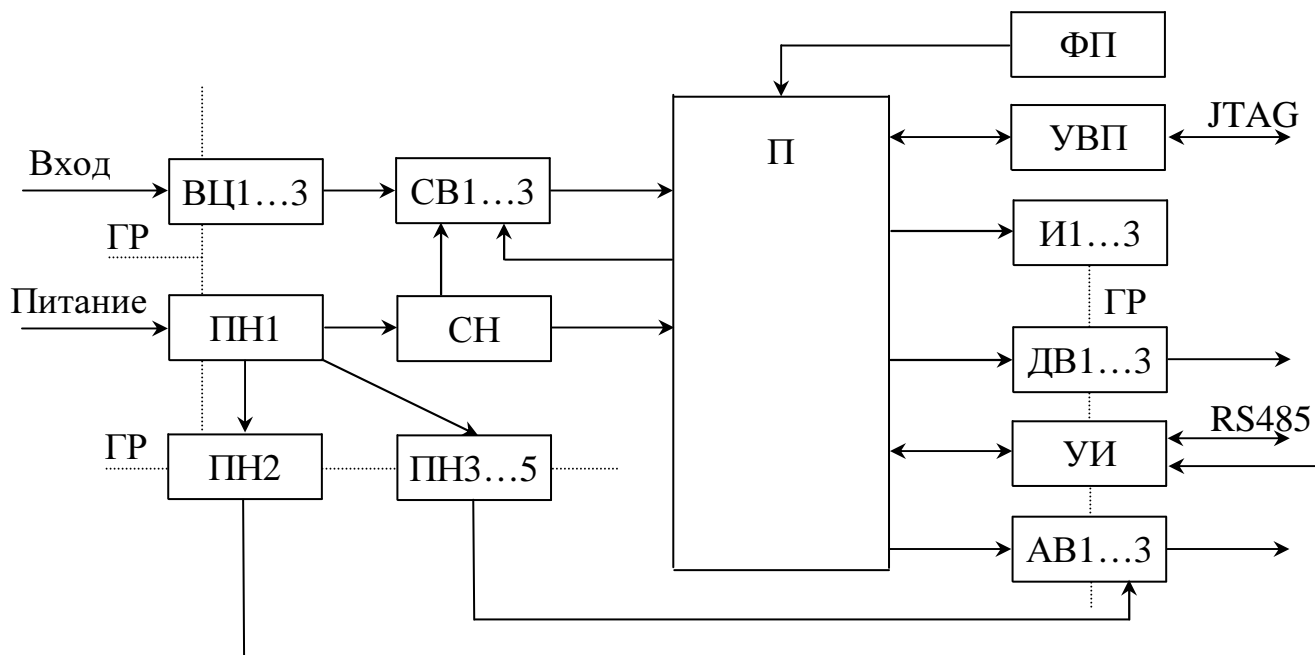 ФП
П
УВП
JTAG
Вход
ВЦ1…3
СВ1…3
И1…3
ГР
Питание
ПН1
СН
ГР
ДВ1…3
ГР
ПН2
ПН3…5
УИ
RS485
АВ1…3